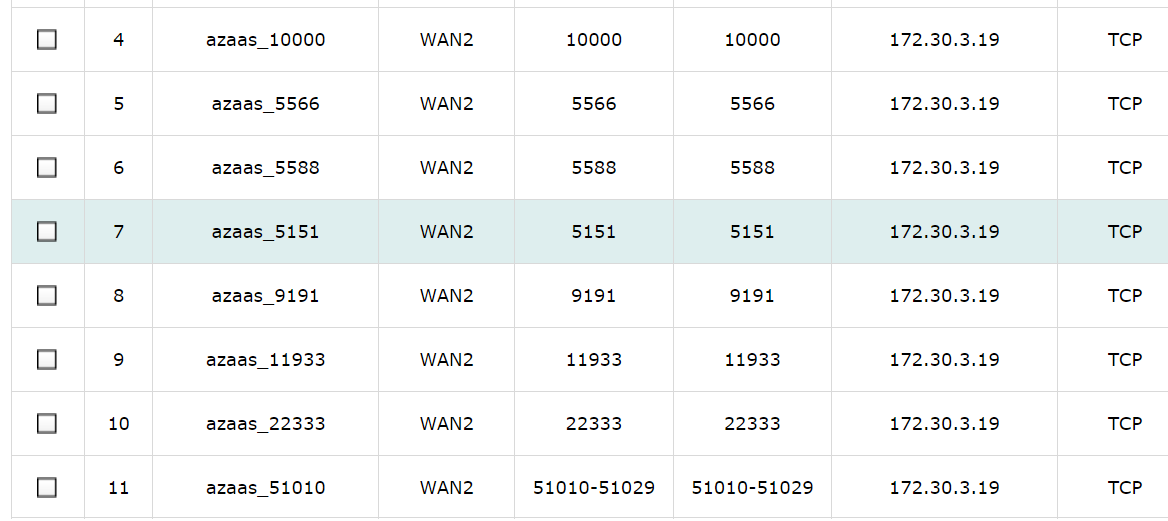 4 azaas_10000 WAN2 10000 10000 172.30.3.19 TCP
5 azaas_5566 WAN2 5566 5566 172.30.3.19 TCP
6 azaas_5588 WAN2 5588 5588 172.30.3.19 TCP
7 azaas_5151 WAN2 5151 5151 172.30.3.19 TCP
8 azaas_9191 WAN2 9191 9191 172.30.3.19 TCP
9 azaas_11933 WAN2 11933 11933 172.30.3.19 TCP
10 azaas_22333 WAN2 22333 22333 172.30.3.19 TCP
11 azaas_51010 WAN2 51010-51029 51010-51029 172.30.3.19 TCP